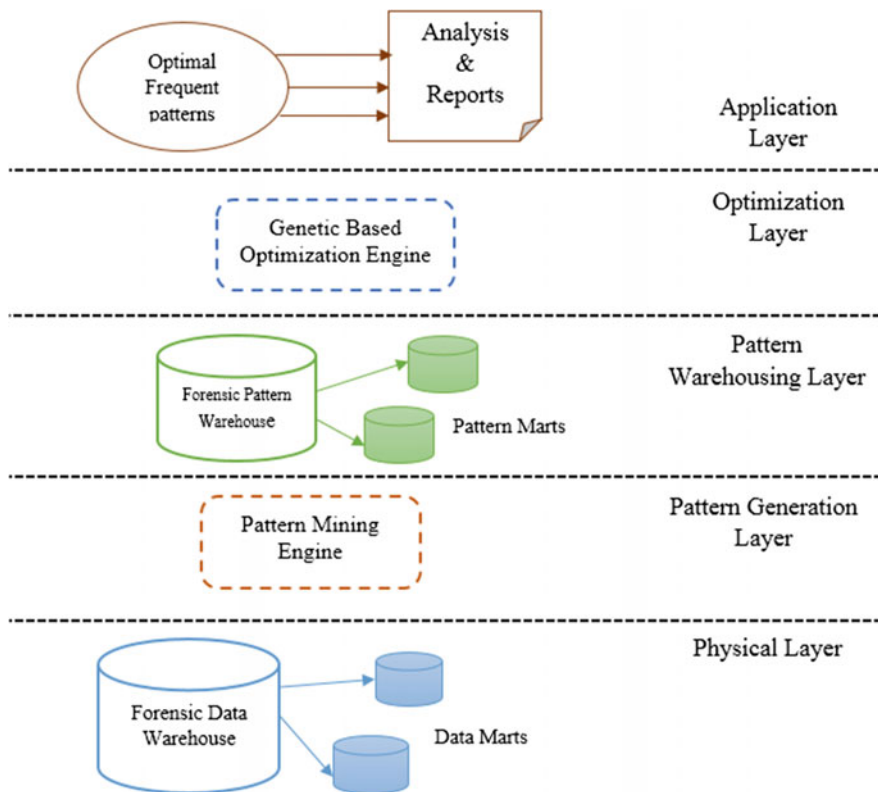 Optimal
Frequent
patterns
Analysis
&
Reports
Application
Layer
Genetic Based
Optimization Engine
Optimization
Layer
Forensic Pattern
Warehouse
Pattern Marts
Pattern
Warehousing Layer
Pattern Mining
Engine
Pattern Generation
Layer
Forensic Data
Warehouse
Data Marts
Physical Layer